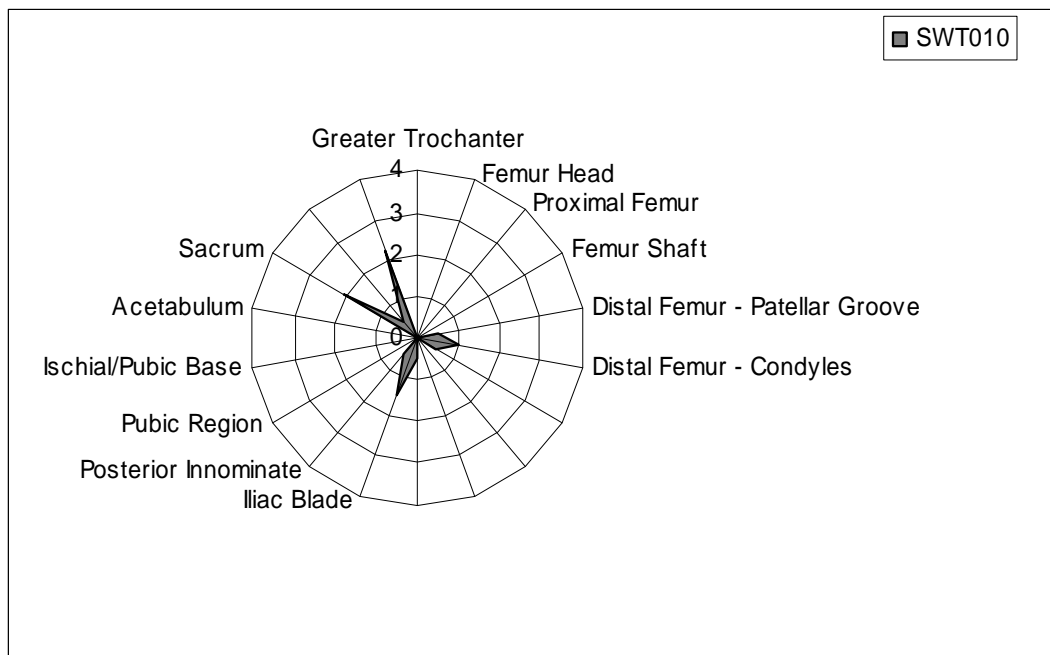 SWT010
Greater Trochanter
4
Femur Head
3
Proximal Femur
Sacrum
2
Femur Shaft
1
Acetabulum
Distal Femur - Patellar Groove
0
Ischial/Pubic Base
Distal Femur - Condyles
Pubic Region
Posterior Innominate
Iliac Blade